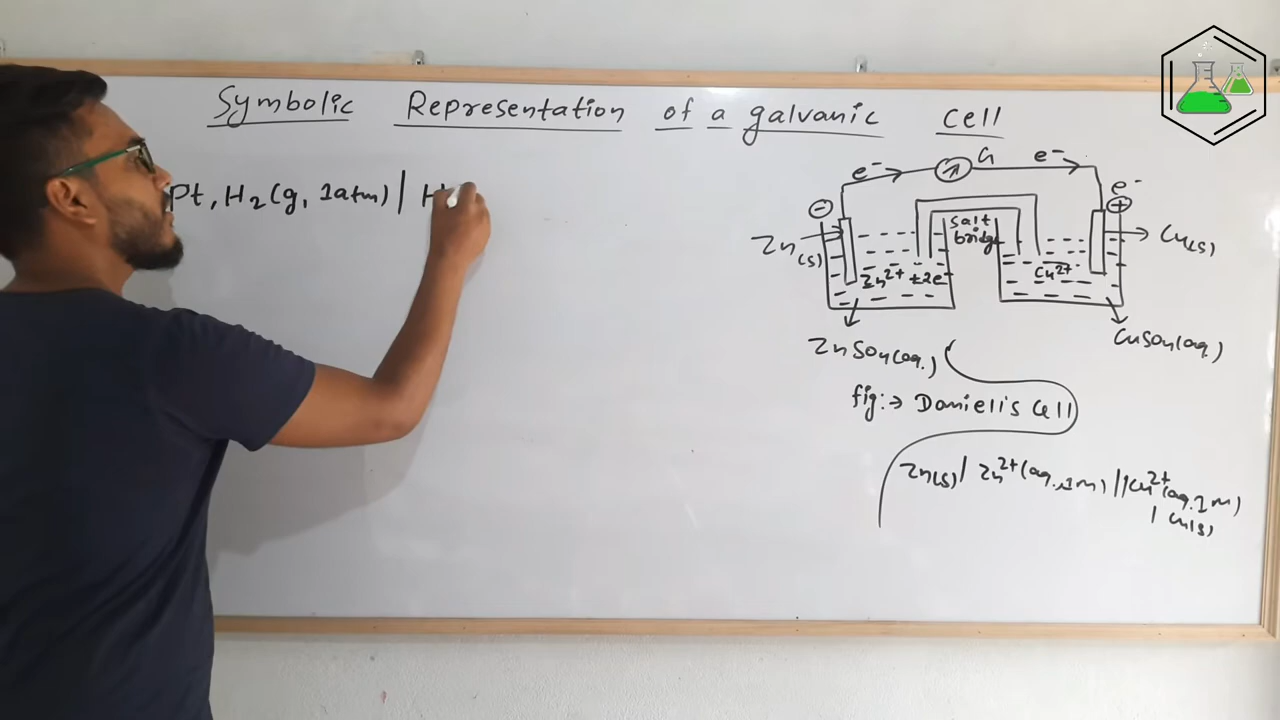 Symbolic Representation of a galvanic cell
Pt, H₂(g, 1atm) | H
e⁻ G e⁻
e⁻
− +
Zn(s)
Salt
bridge
Cu(s)
Zn²⁺ +2e
Cu²⁺
ZnSO₄(aq.)
CuSO₄(aq.)
fig:→ Daniell's Cell
Zn(s) | Zn²⁺(aq., 1M) || Cu²⁺(aq. 1M)
| Cu(s)